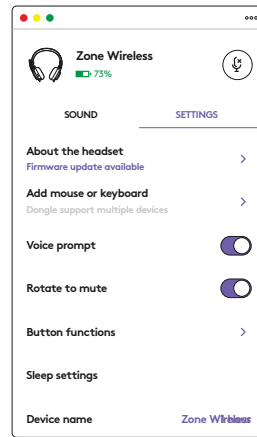 Zone Wireless
73%
SOUND
SETTINGS
About the headset
Firmware update available
Add mouse or keyboard
Dongle support multiple devices
Voice prompt
Rotate to mute
Button functions
Sleep settings
Device name
Zone Wireless